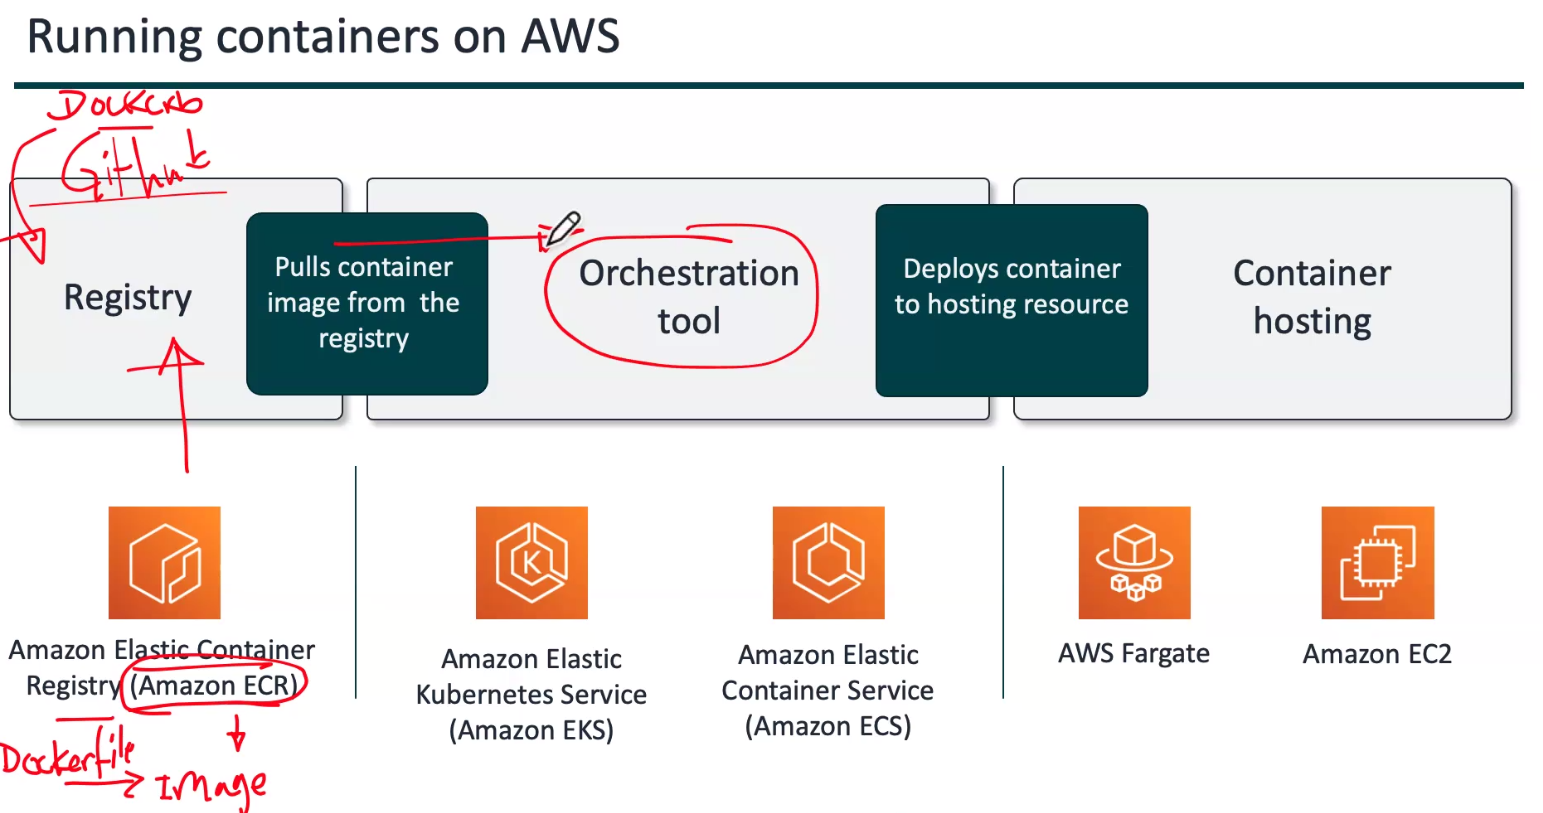 Running containers on AWS
Github
Registry
Pulls container
image from the
registry
Orchestration
tool
Deploys container
to hosting resource
Container
hosting
Amazon Elastic Container
Registry (Amazon ECR)
Dockerfile
Image
Amazon Elastic
Kubernetes Service
(Amazon EKS)
Amazon Elastic
Container Service
(Amazon ECS)
AWS Fargate
Amazon EC2